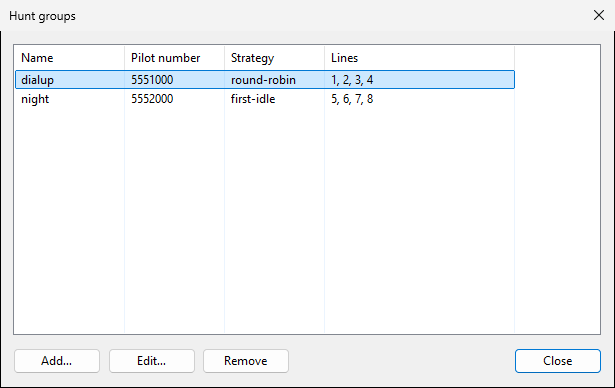 Hunt groups
Name Pilot number Strategy Lines
dialup 5551000 round-robin 1, 2, 3, 4
night 5552000 first-idle 5, 6, 7, 8
Add... Edit... Remove Close